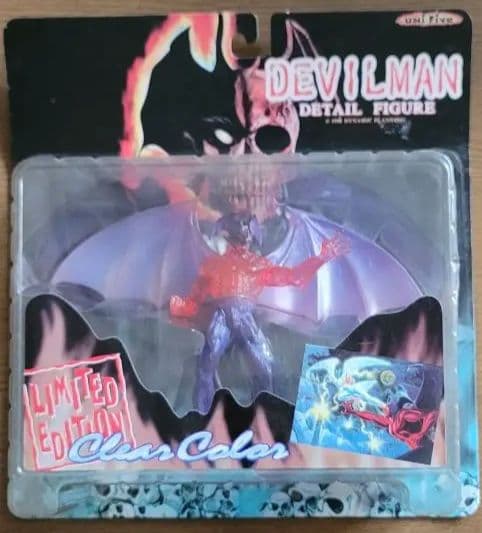 uni five
DEVILMAN
DETAIL FIGURE
LIMITED
EDITION
Clear Color